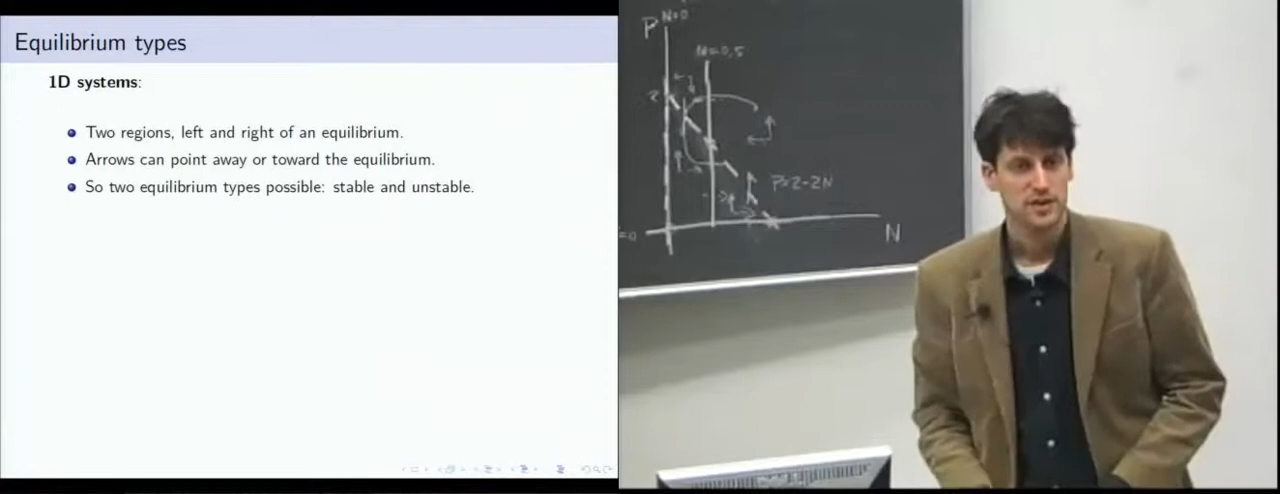 Equilibrium types
1D systems:
Two regions, left and right of an equilibrium.
Arrows can point away or toward the equilibrium.
So two equilibrium types possible: stable and unstable.
P
N=0
N=0,5
2
P=2-2N
=0
N